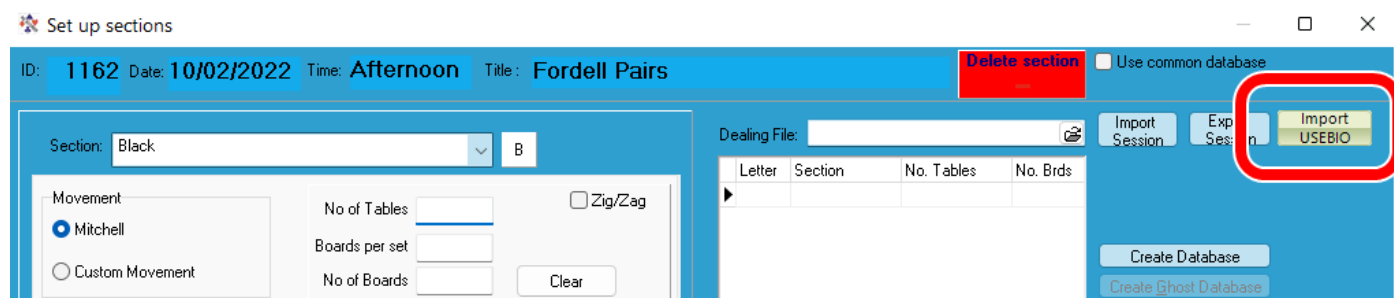 Set up sections
ID: 1162 Date: 10/02/2022 Time: Afternoon Title: Fordell Pairs Delete section Use common database
Section: Black B
Dealing File:
Import Session
Import USEBIO
Letter Section No. Tables No. Brds
Movement
Mitchell
Custom Movement
No of Tables
Zig/Zag
Boards per set
No of Boards
Clear
Create Database
Create Ghost Database